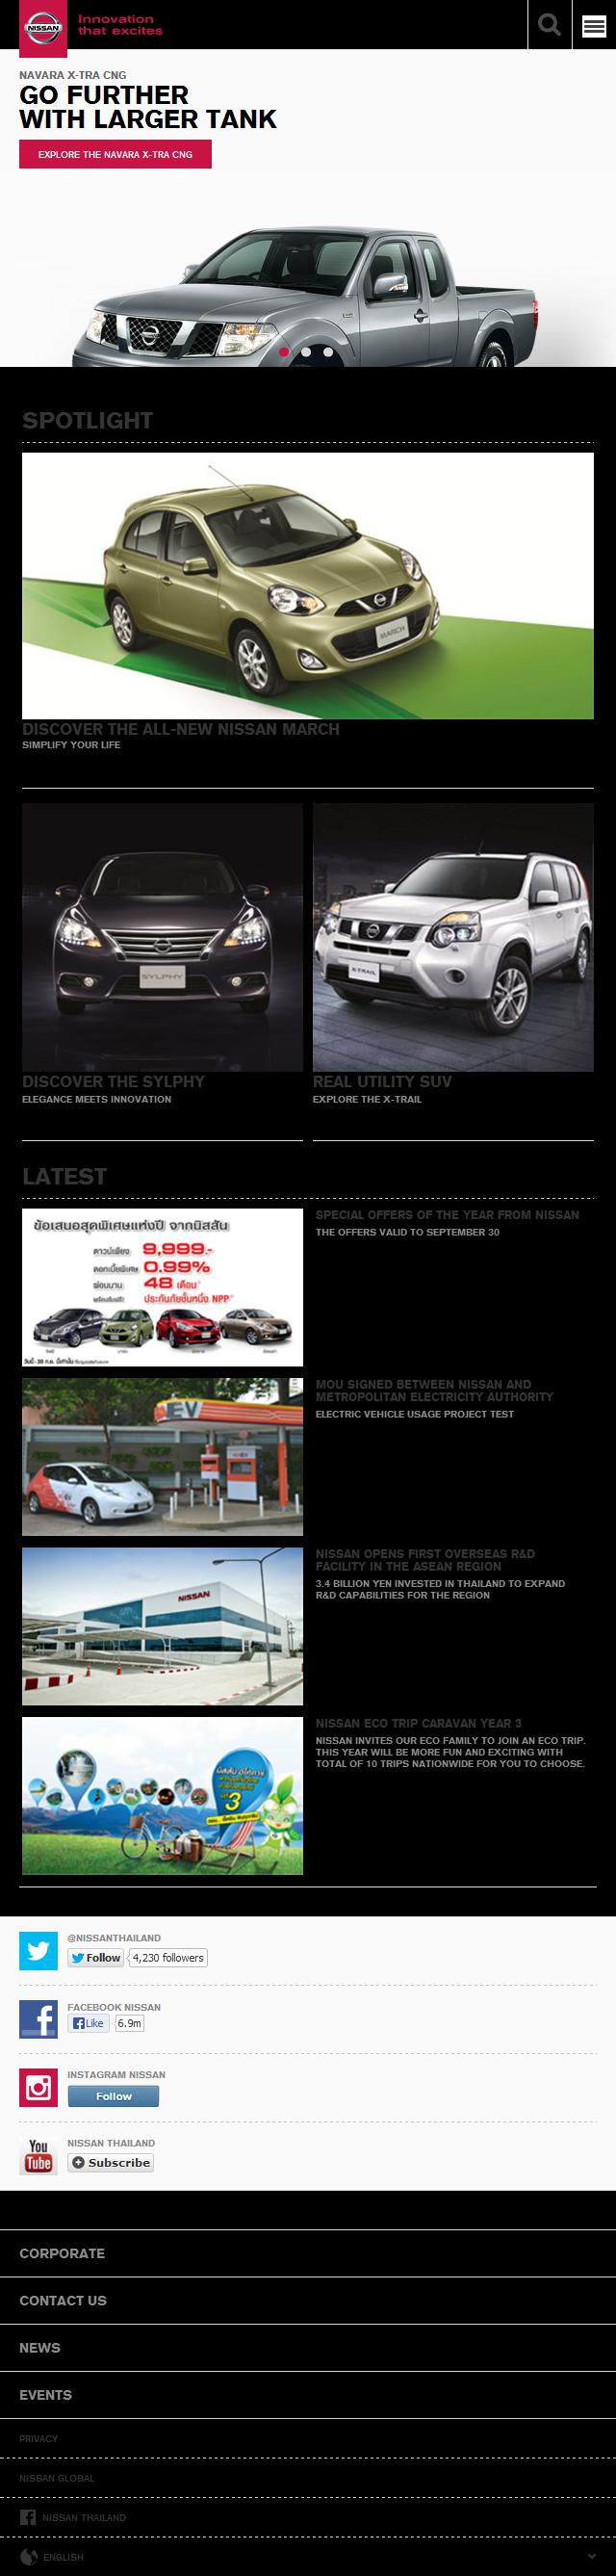 NISSAN
Innovation
that excites
NAVARA X-TRA CNG
GO FURTHER
WITH LARGER TANK
EXPLORE THE NAVARA X-TRA CNG
SPOTLIGHT
MARCH
DISCOVER THE ALL-NEW NISSAN MARCH
SIMPLIFY YOUR LIFE
SYLPHY
X-TRAIL
DISCOVER THE SYLPHY
ELEGANCE MEETS INNOVATION
REAL UTILITY SUV
EXPLORE THE X-TRAIL
LATEST
ข้อเสนอสุดพิเศษแห่งปี จากนิสสัน
ดาวน์เพียง 9,999.-
ดอกเบี้ยพิเศษ 0.99%
ผ่อนนาน 48 เดือน*
ประกันภัยชั้นหนึ่ง NPP*
SPECIAL OFFERS OF THE YEAR FROM NISSAN
THE OFFERS VALID TO SEPTEMBER 30
EV
MOU SIGNED BETWEEN NISSAN AND
METROPOLITAN ELECTRICITY AUTHORITY
ELECTRIC VEHICLE USAGE PROJECT TEST
NISSAN
NISSAN OPENS FIRST OVERSEAS R&D
FACILITY IN THE ASEAN REGION
3.4 BILLION YEN INVESTED IN THAILAND TO EXPAND
R&D CAPABILITIES FOR THE REGION
3
NISSAN ECO TRIP CARAVAN YEAR 3
NISSAN INVITES OUR ECO FAMILY TO JOIN AN ECO TRIP.
THIS YEAR WILL BE MORE FUN AND EXCITING WITH
TOTAL OF 10 TRIPS NATIONWIDE FOR YOU TO CHOOSE.
@NISSANTHAILAND
Follow 4,230 followers
FACEBOOK NISSAN
Like 6.9m
INSTAGRAM NISSAN
Follow
You
Tube
NISSAN THAILAND
Subscribe
CORPORATE
CONTACT US
NEWS
EVENTS
PRIVACY
NISSAN GLOBAL
NISSAN THAILAND
ENGLISH